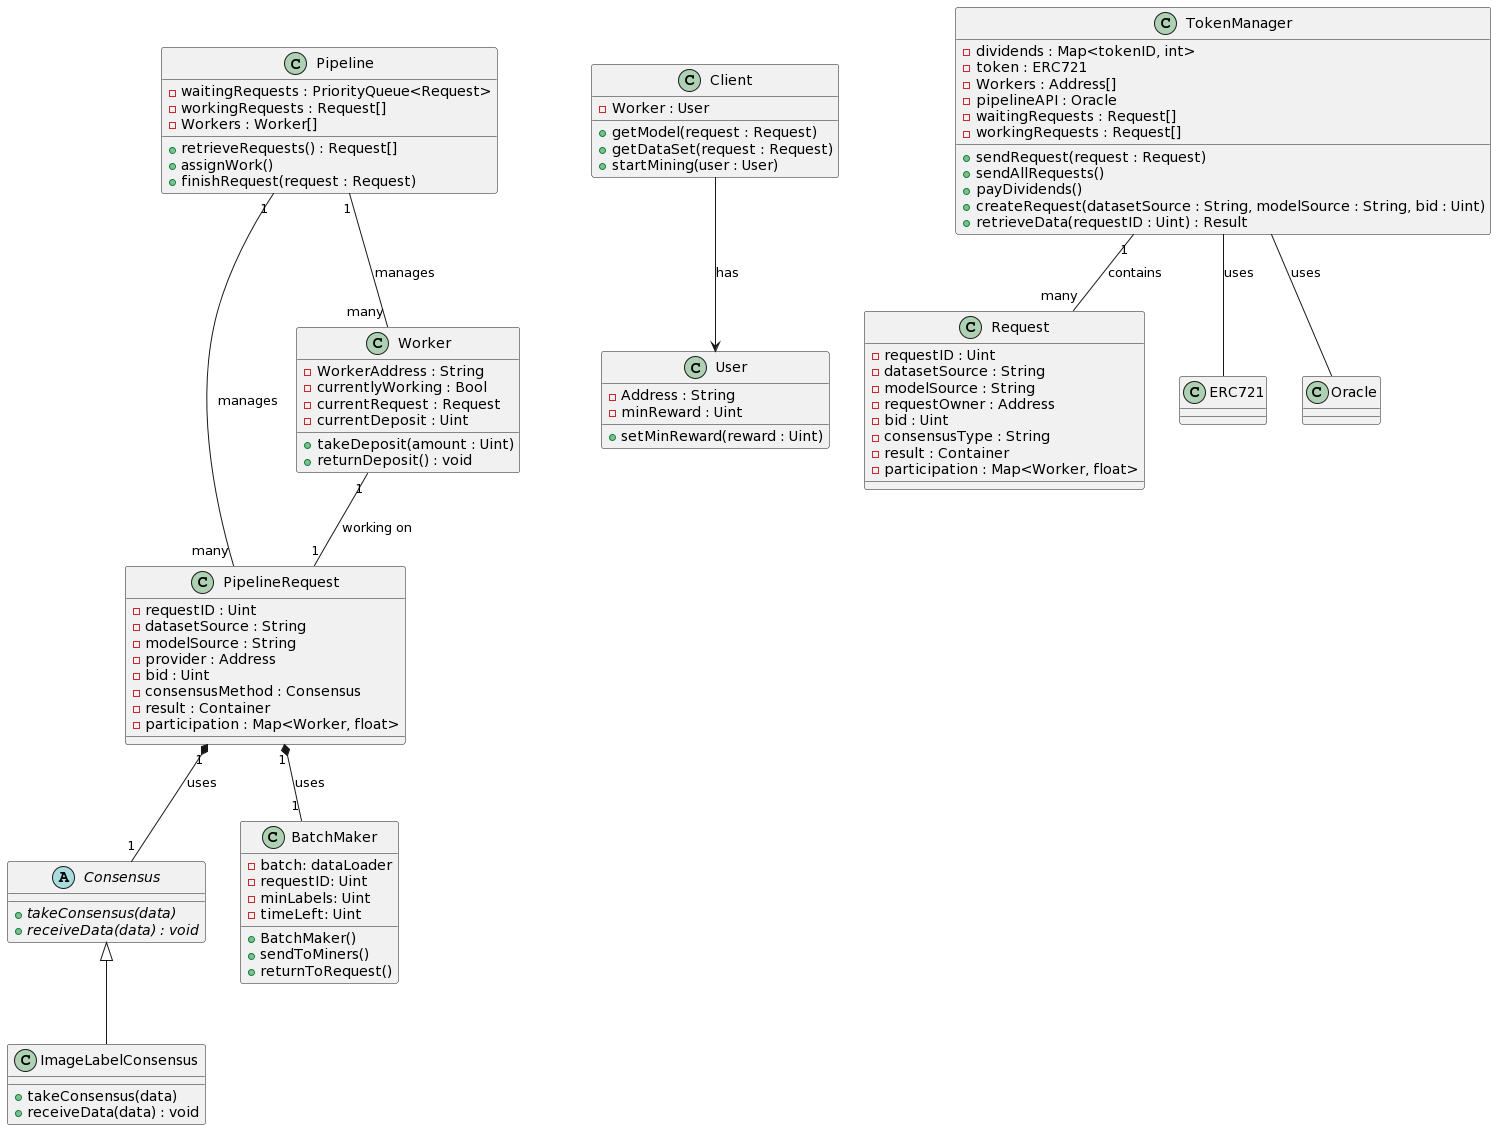 C Pipeline
waitingRequests : PriorityQueue<Request>
workingRequests : Request[]
Workers : Worker[]
retrieveRequests() : Request[]
assignWork()
finishRequest(request : Request)
C Client
Worker : User
getModel(request : Request)
getDataSet(request : Request)
startMining(user : User)
C TokenManager
dividends : Map<tokenID, int>
token : ERC721
Workers : Address[]
pipelineAPI : Oracle
waitingRequests : Request[]
workingRequests : Request[]
sendRequest(request : Request)
sendAllRequests()
payDividends()
createRequest(datasetSource : String, modelSource : String, bid : Uint)
retrieveData(requestID : Uint) : Result
1
1
manages
many
manages
many
has
1
contains
many
uses
uses
C Worker
WorkerAddress : String
currentlyWorking : Bool
currentRequest : Request
currentDeposit : Uint
takeDeposit(amount : Uint)
returnDeposit() : void
C User
Address : String
minReward : Uint
setMinReward(reward : Uint)
C Request
requestID : Uint
datasetSource : String
modelSource : String
requestOwner : Address
bid : Uint
consensusType : String
result : Container
participation : Map<Worker, float>
C ERC721
C Oracle
1
working on
1
C PipelineRequest
requestID : Uint
datasetSource : String
modelSource : String
provider : Address
bid : Uint
consensusMethod : Consensus
result : Container
participation : Map<Worker, float>
1
uses
1
1
uses
1
A Consensus
takeConsensus(data)
receiveData(data) : void
C BatchMaker
batch: dataLoader
requestID: Uint
minLabels: Uint
timeLeft: Uint
BatchMaker()
sendToMiners()
returnToRequest()
C ImageLabelConsensus
takeConsensus(data)
receiveData(data) : void